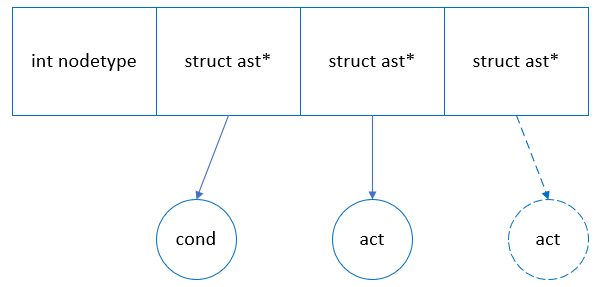 int nodetype
struct ast*
struct ast*
struct ast*
cond
act
act